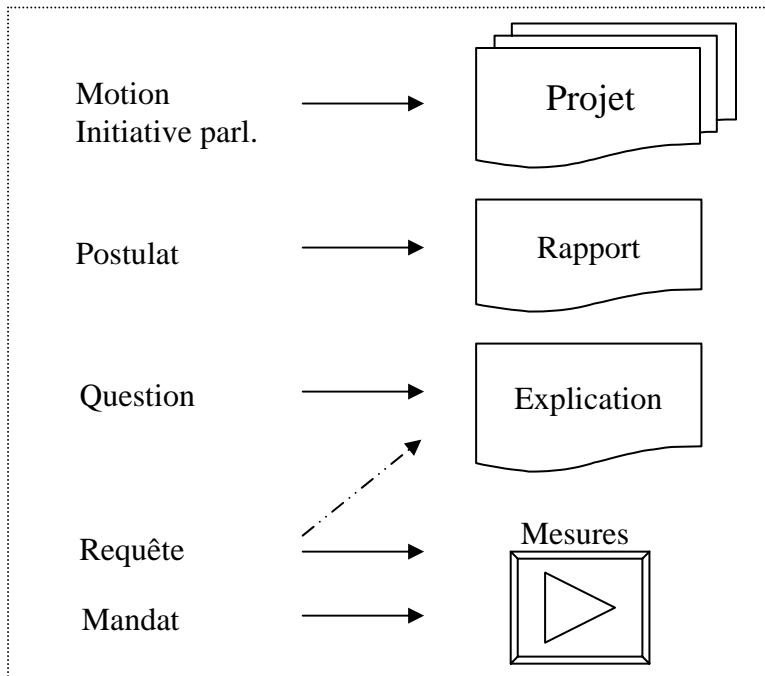 Motion
Initiative parl.
Projet
Postulat
Rapport
Question
Explication
Requête
Mesures
Mandat